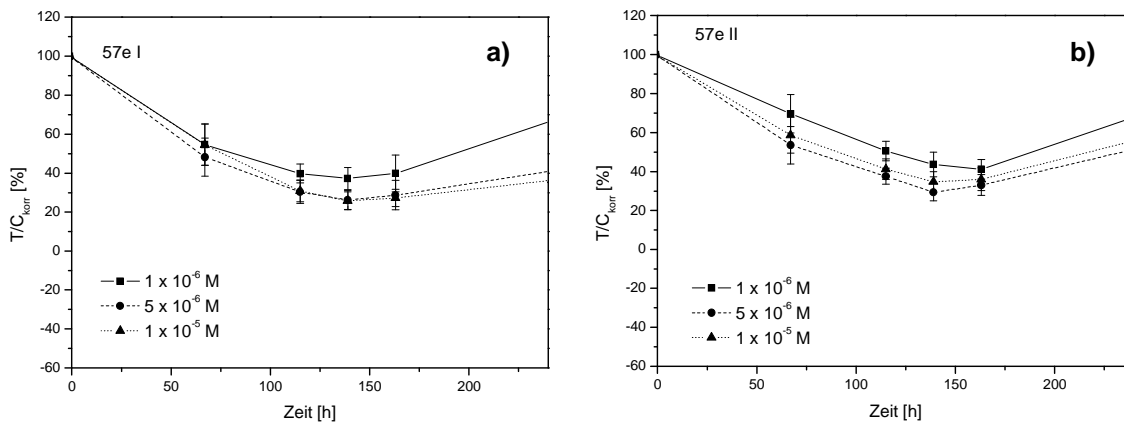 57e I
a)
T/C_korr [%]
120
100
80
60
40
20
0
-20
-40
-60
1 x 10^-6 M
5 x 10^-6 M
1 x 10^-5 M
0 50 100 150 200
Zeit [h]
57e II
b)
T/C_korr [%]
120
100
80
60
40
20
0
-20
-40
-60
1 x 10^-6 M
5 x 10^-6 M
1 x 10^-5 M
0 50 100 150 200
Zeit [h]